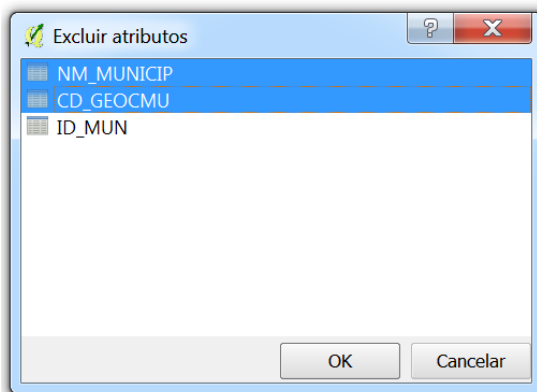 Excluir atributos
NM_MUNICIP
CD_GEOCMU
ID_MUN
OK Cancelar